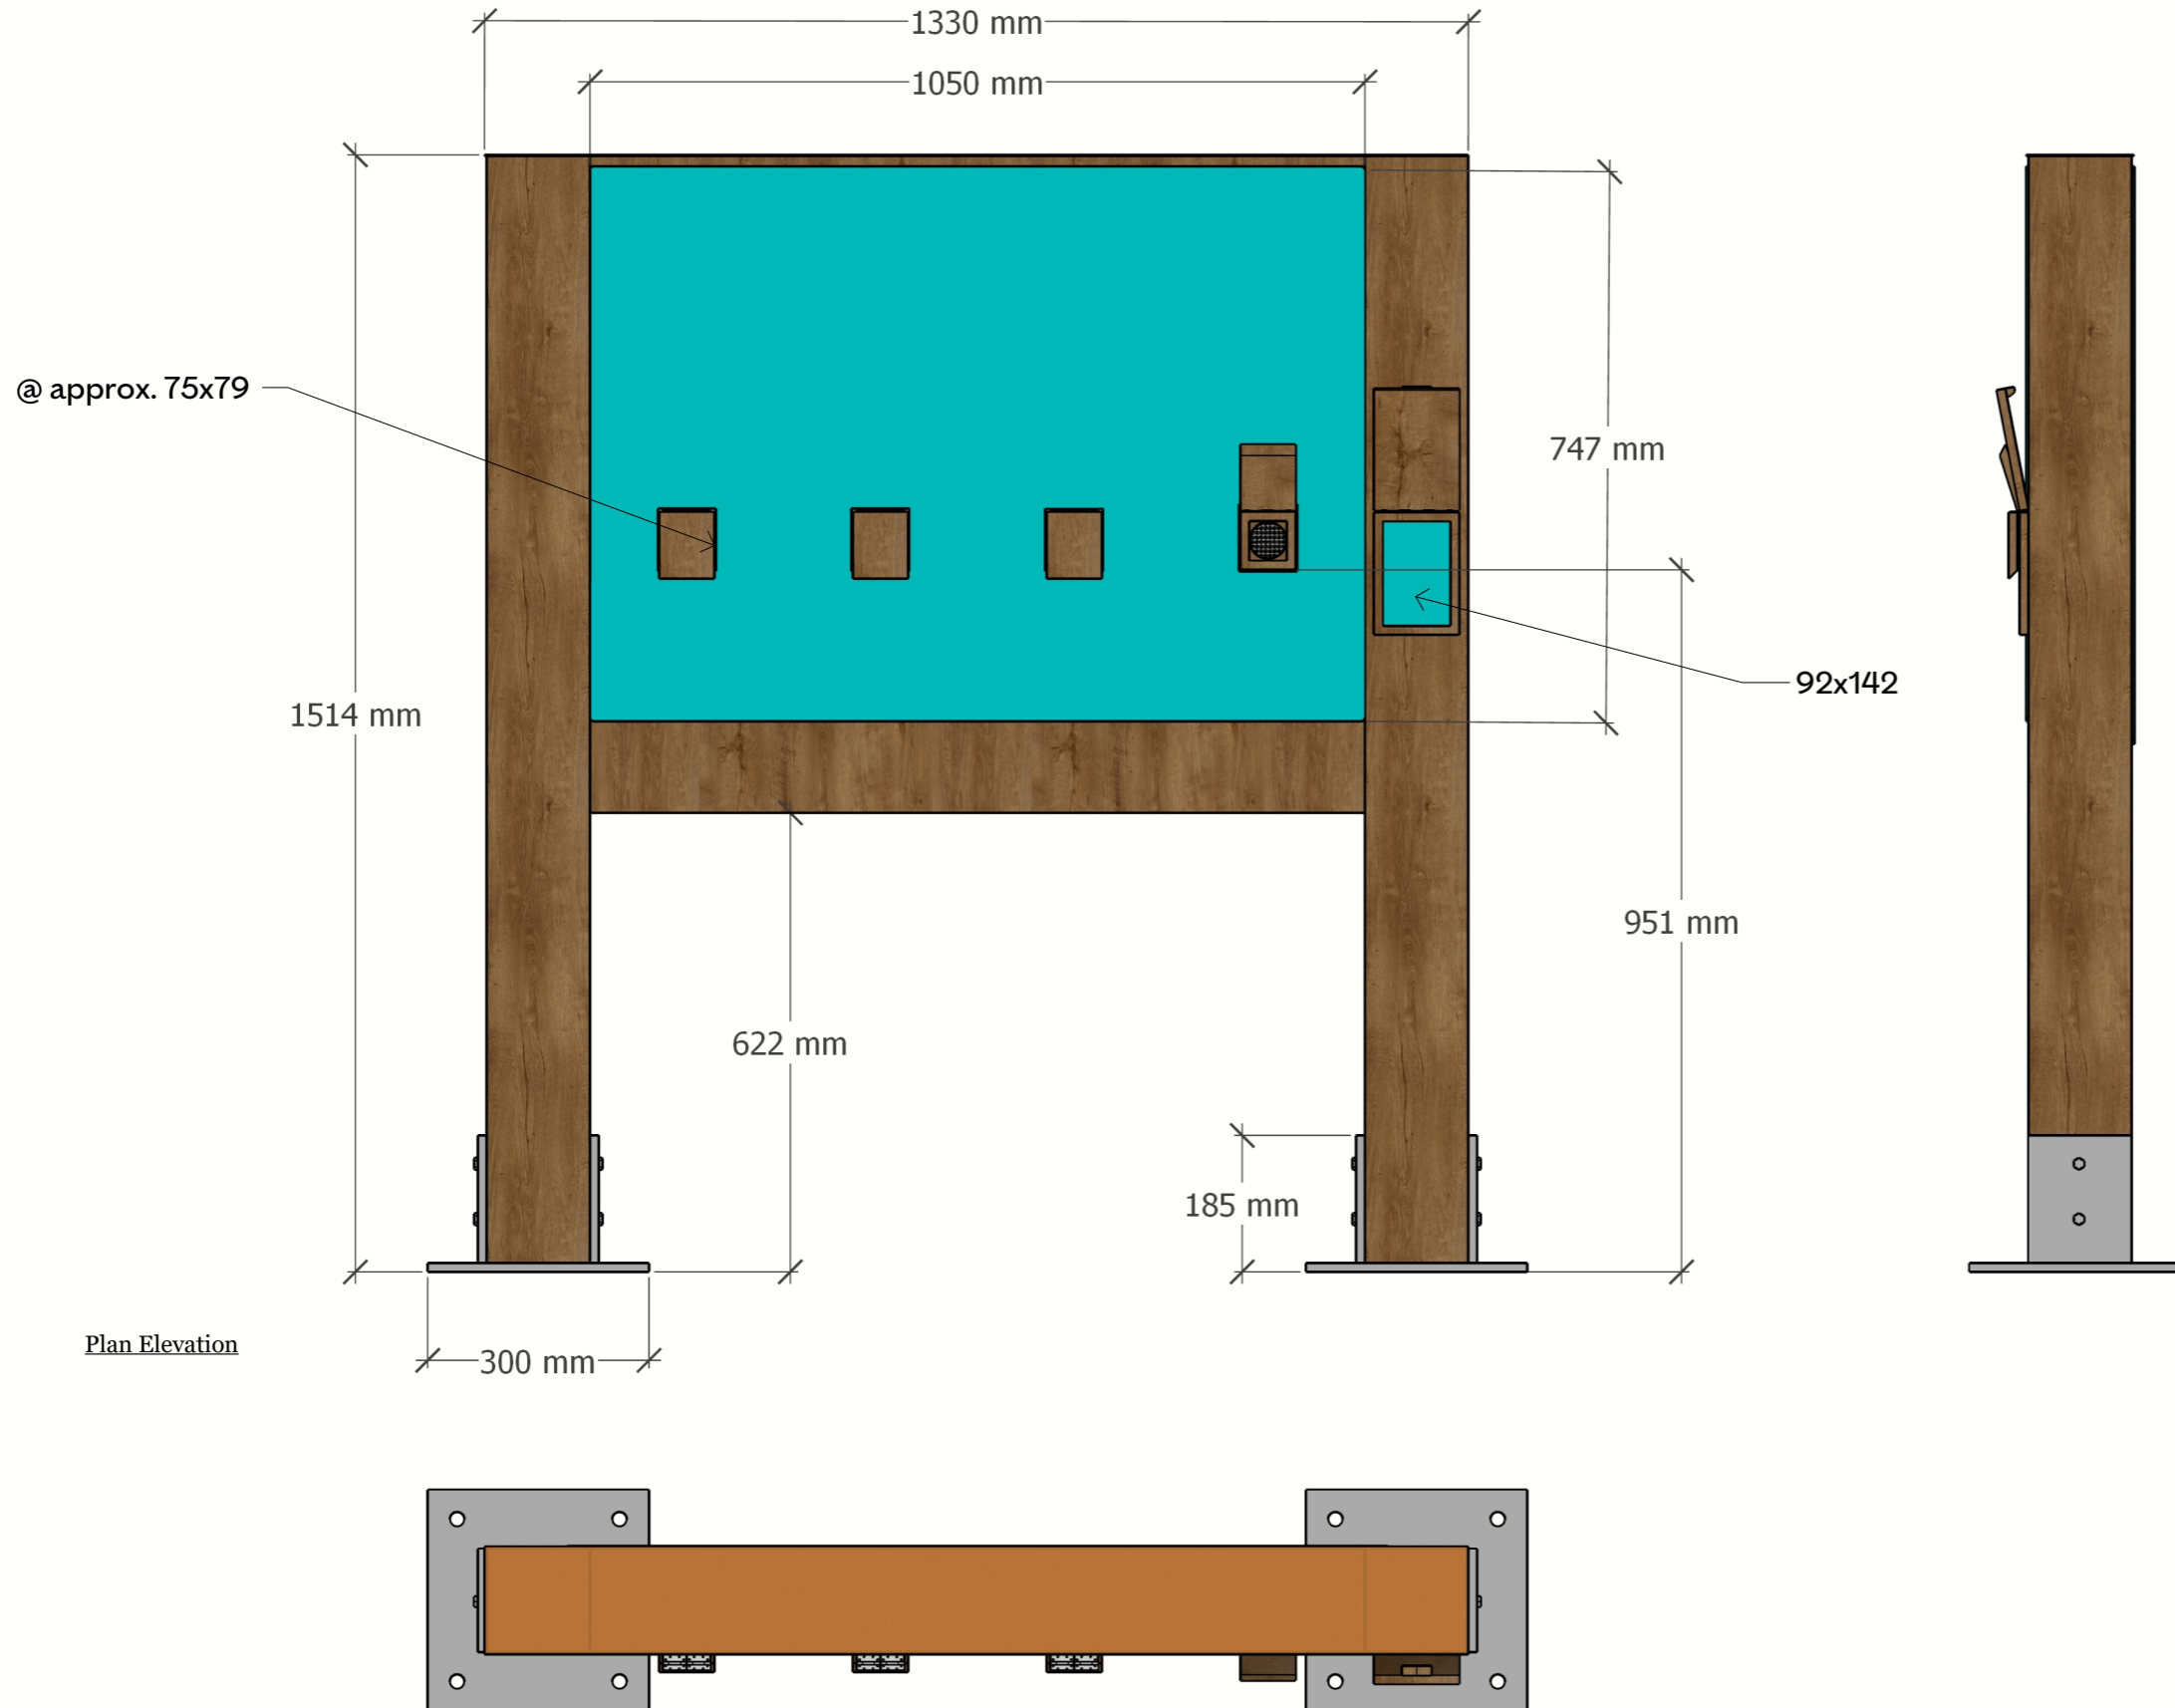 1330 mm
1050 mm
@ approx. 75x79
747 mm
92x142
1514 mm
951 mm
622 mm
185 mm
Plan Elevation
300 mm